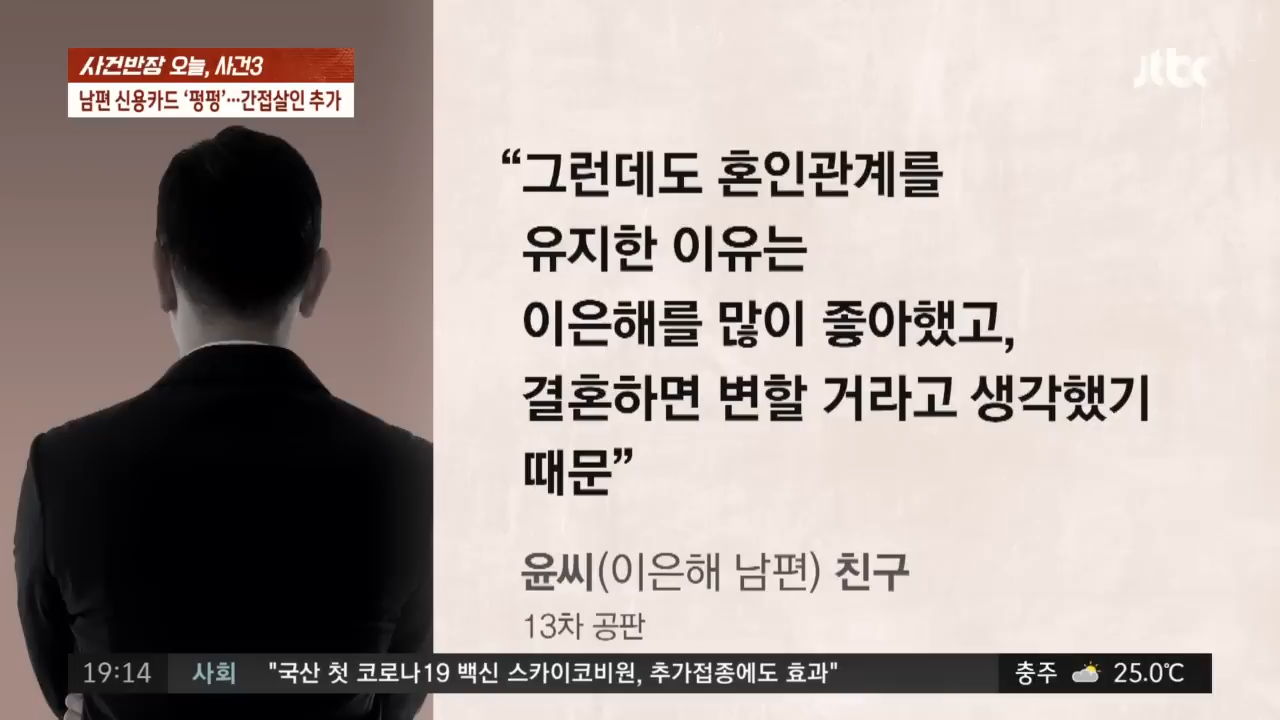 사건반장 오늘, 사건3
남편 신용카드 ‘펑펑’…간접살인 추가
jtbc
“그런데도 혼인관계를
유지한 이유는
이은해를 많이 좋아했고,
결혼하면 변할 거라고 생각했기
때문”
윤씨(이은해 남편) 친구
13차 공판
19:14 사회 "국산 첫 코로나19 백신 스카이코비원, 추가접종에도 효과" 충주 25.0℃